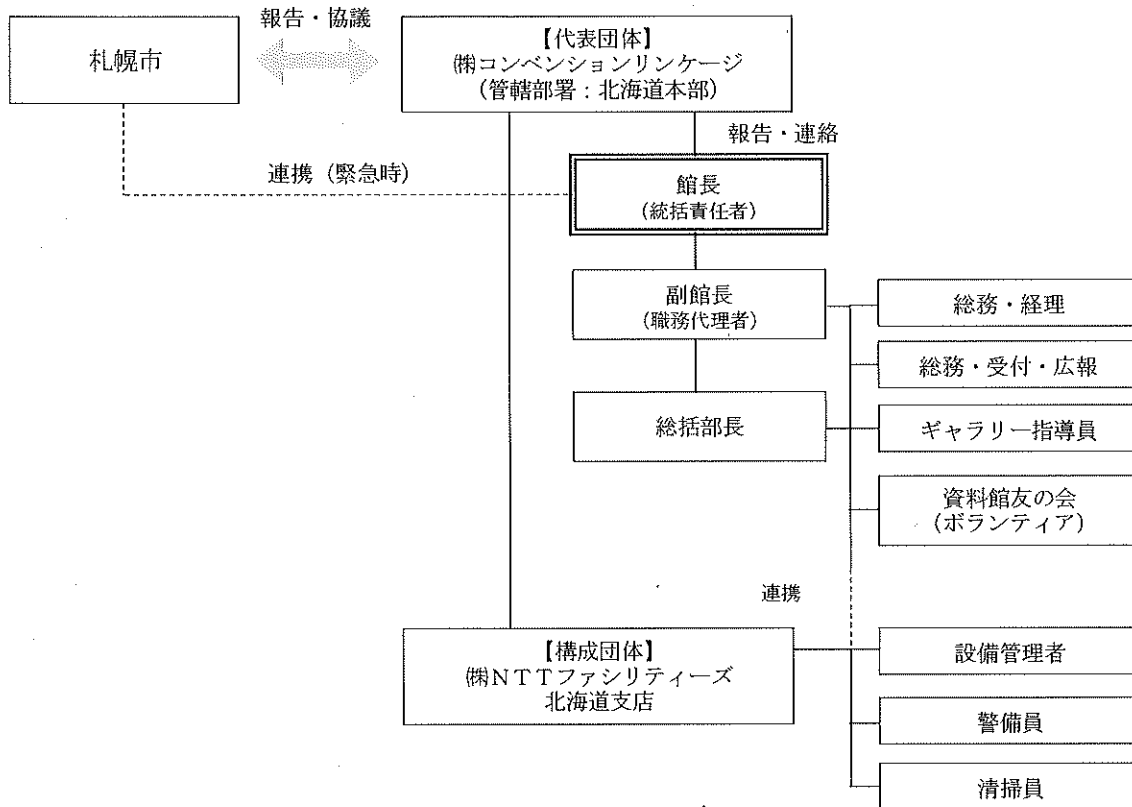 報告・協議
札幌市
【代表団体】
㈱コンベンションリンケージ
（管轄部署：北海道本部）
報告・連絡
連携（緊急時）
館長
（統括責任者）
副館長
（職務代理者）
総括部長
総務・経理
総務・受付・広報
ギャラリー指導員
資料館友の会
（ボランティア）
連携
【構成団体】
㈱ＮＴＴファシリティーズ
北海道支店
設備管理者
警備員
清掃員